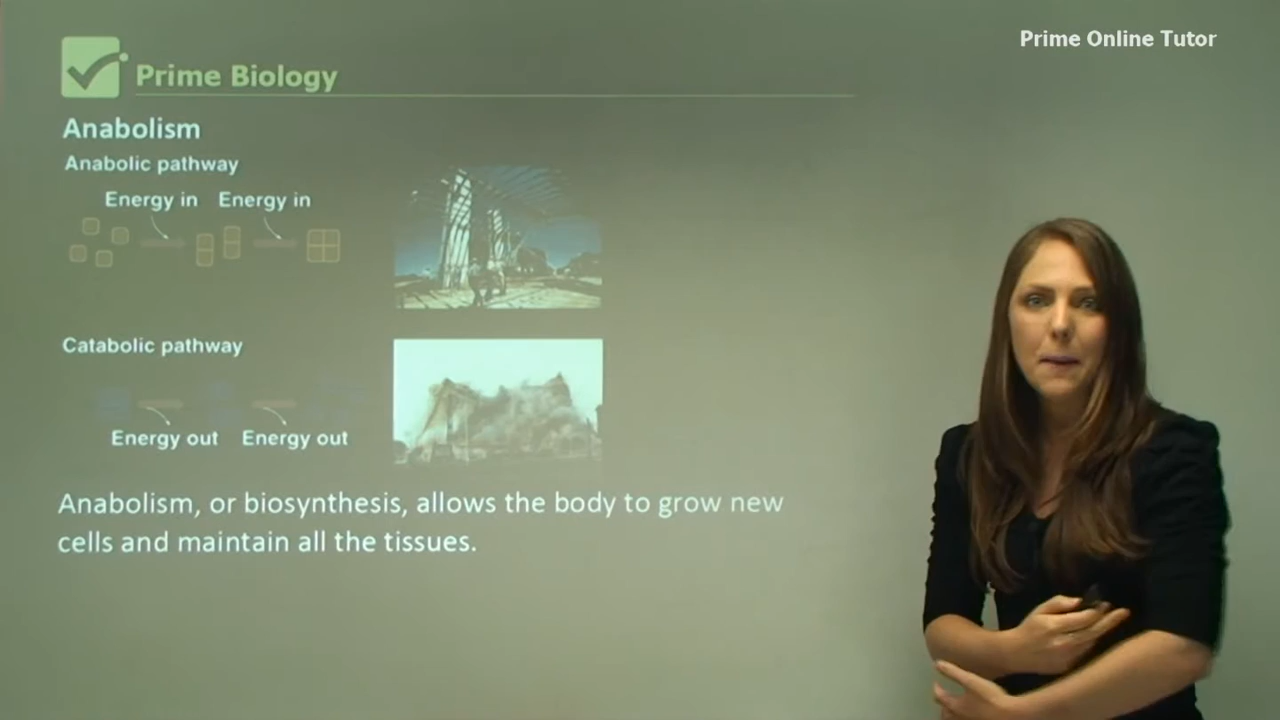 Prime Online Tutor
Prime Biology
Anabolism
Anabolic pathway
Energy in Energy in
Catabolic pathway
Energy out Energy out
Anabolism, or biosynthesis, allows the body to grow new
cells and maintain all the tissues.